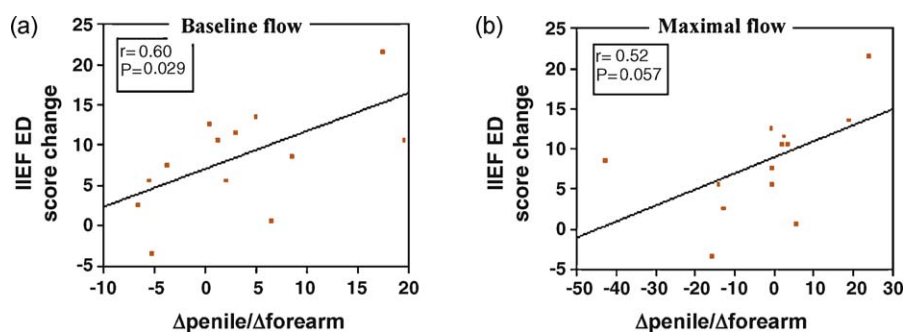 (a)
Baseline flow
r= 0.60
P=0.029
IIEF ED
score change
25
20
15
10
5
0
-5
-10
-5
0
5
10
15
20
Δpenile/Δforearm
(b)
Maximal flow
r= 0.52
P=0.057
IIEF ED
score change
25
20
15
10
5
0
-5
-50
-40
-30
-20
-10
0
10
20
30
Δpenile/Δforearm